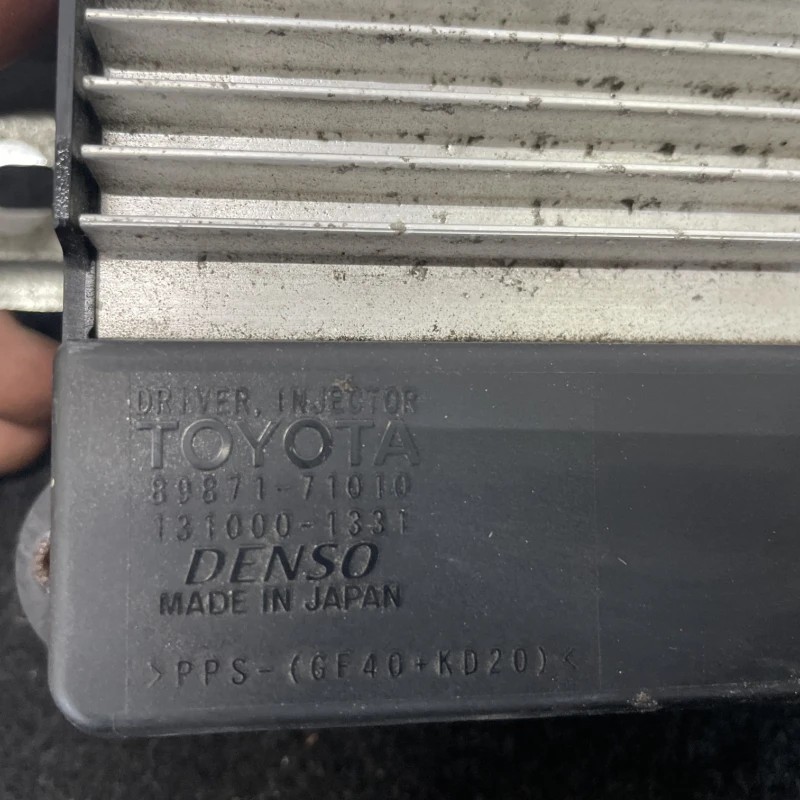 DRIVER, INJECTOR
TOYOTA
89871-71010
131000-1331
DENSO
MADE IN JAPAN
>PPS-(GF40+KD20)<